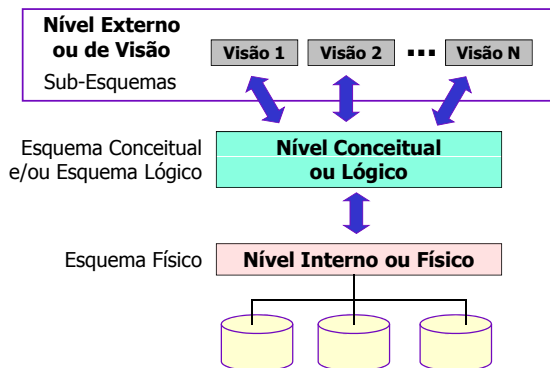 Nível Externo
ou de Visão
Sub-Esquemas
Visão 1
Visão 2
...
Visão N
Esquema Conceitual
e/ou Esquema Lógico
Nível Conceitual
ou Lógico
Esquema Físico
Nível Interno ou Físico